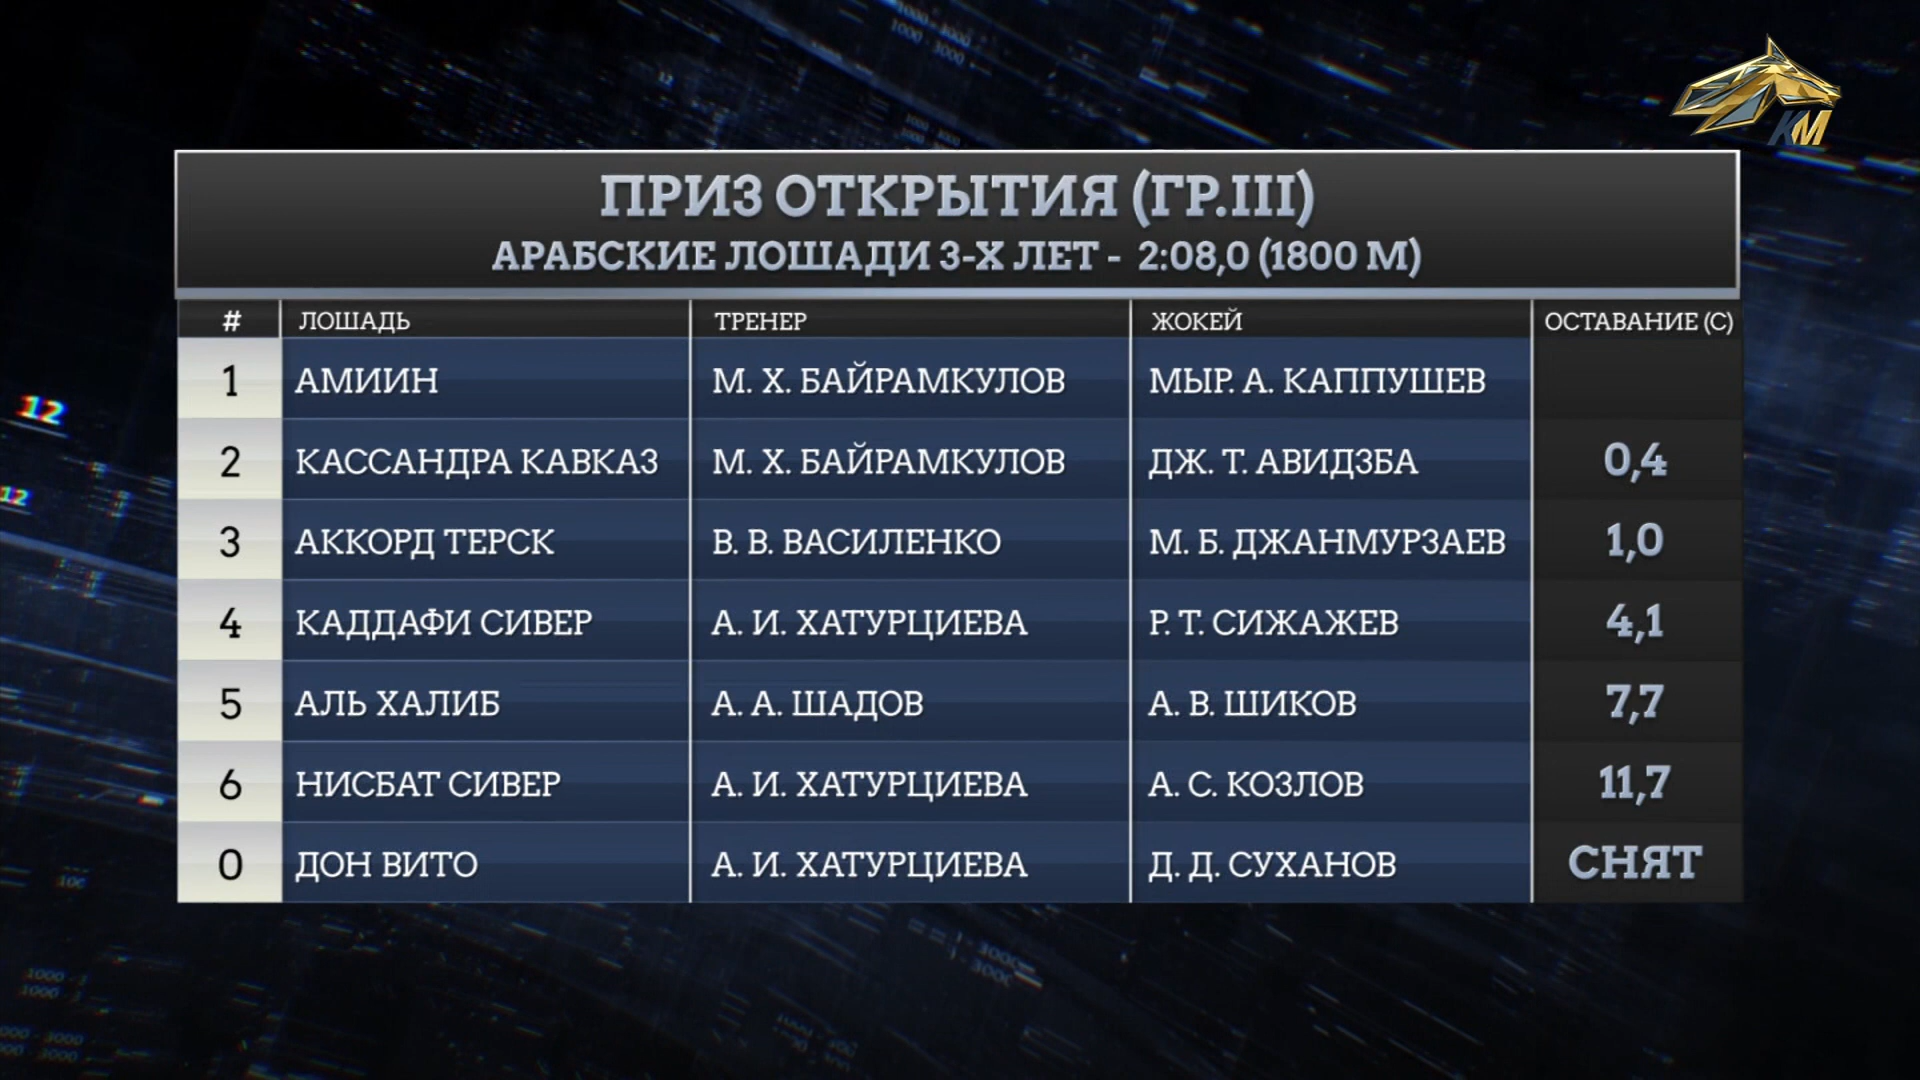 KM
ПРИЗ ОТКРЫТИЯ (ГР.III)
АРАБСКИЕ ЛОШАДИ 3-Х ЛЕТ - 2:08,0 (1800 М)
# ЛОШАДЬ ТРЕНЕР ЖОКЕЙ ОСТАВАНИЕ (С)
1 АМИИН М. Х. БАЙРАМКУЛОВ МЫР. А. КАППУШЕВ
2 КАССАНДРА КАВКАЗ М. Х. БАЙРАМКУЛОВ ДЖ. Т. АВИДЗБА 0,4
3 АККОРД ТЕРСК В. В. ВАСИЛЕНКО М. Б. ДЖАНМУРЗАЕВ 1,0
4 КАДДАФИ СИВЕР А. И. ХАТУРЦИЕВА Р. Т. СИЖАЖЕВ 4,1
5 АЛЬ ХАЛИБ А. А. ШАДОВ А. В. ШИКОВ 7,7
6 НИСБАТ СИВЕР А. И. ХАТУРЦИЕВА А. С. КОЗЛОВ 11,7
0 ДОН ВИТО А. И. ХАТУРЦИЕВА Д. Д. СУХАНОВ СНЯТ
12
12